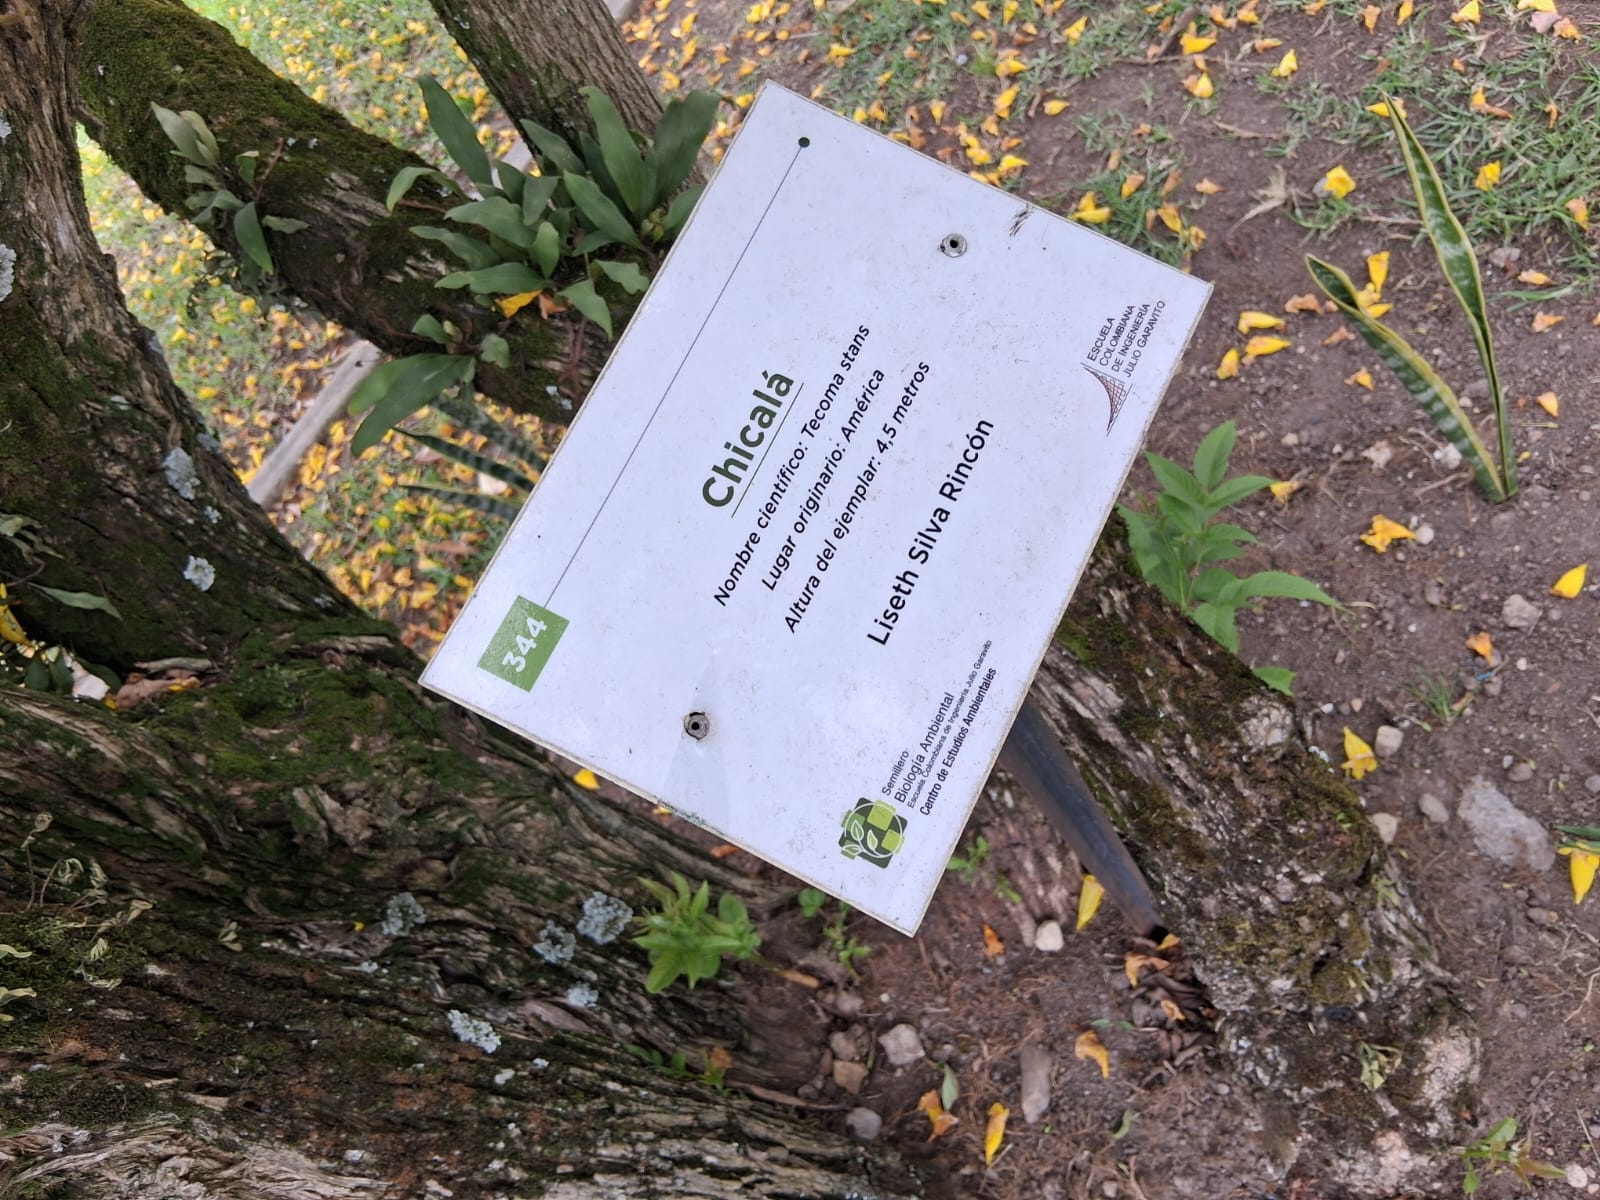 344
Chicalá
Nombre científico: Tecoma stans
Lugar originario: América
Altura del ejemplar: 4,5 metros
Liseth Silva Rincón
Semillero:
Biología Ambiental
Escuela Colombiana de Ingeniería Julio Garavito
Centro de Estudios Ambientales
ESCUELA
COLOMBIANA
DE INGENIERÍA
JULIO GARAVITO